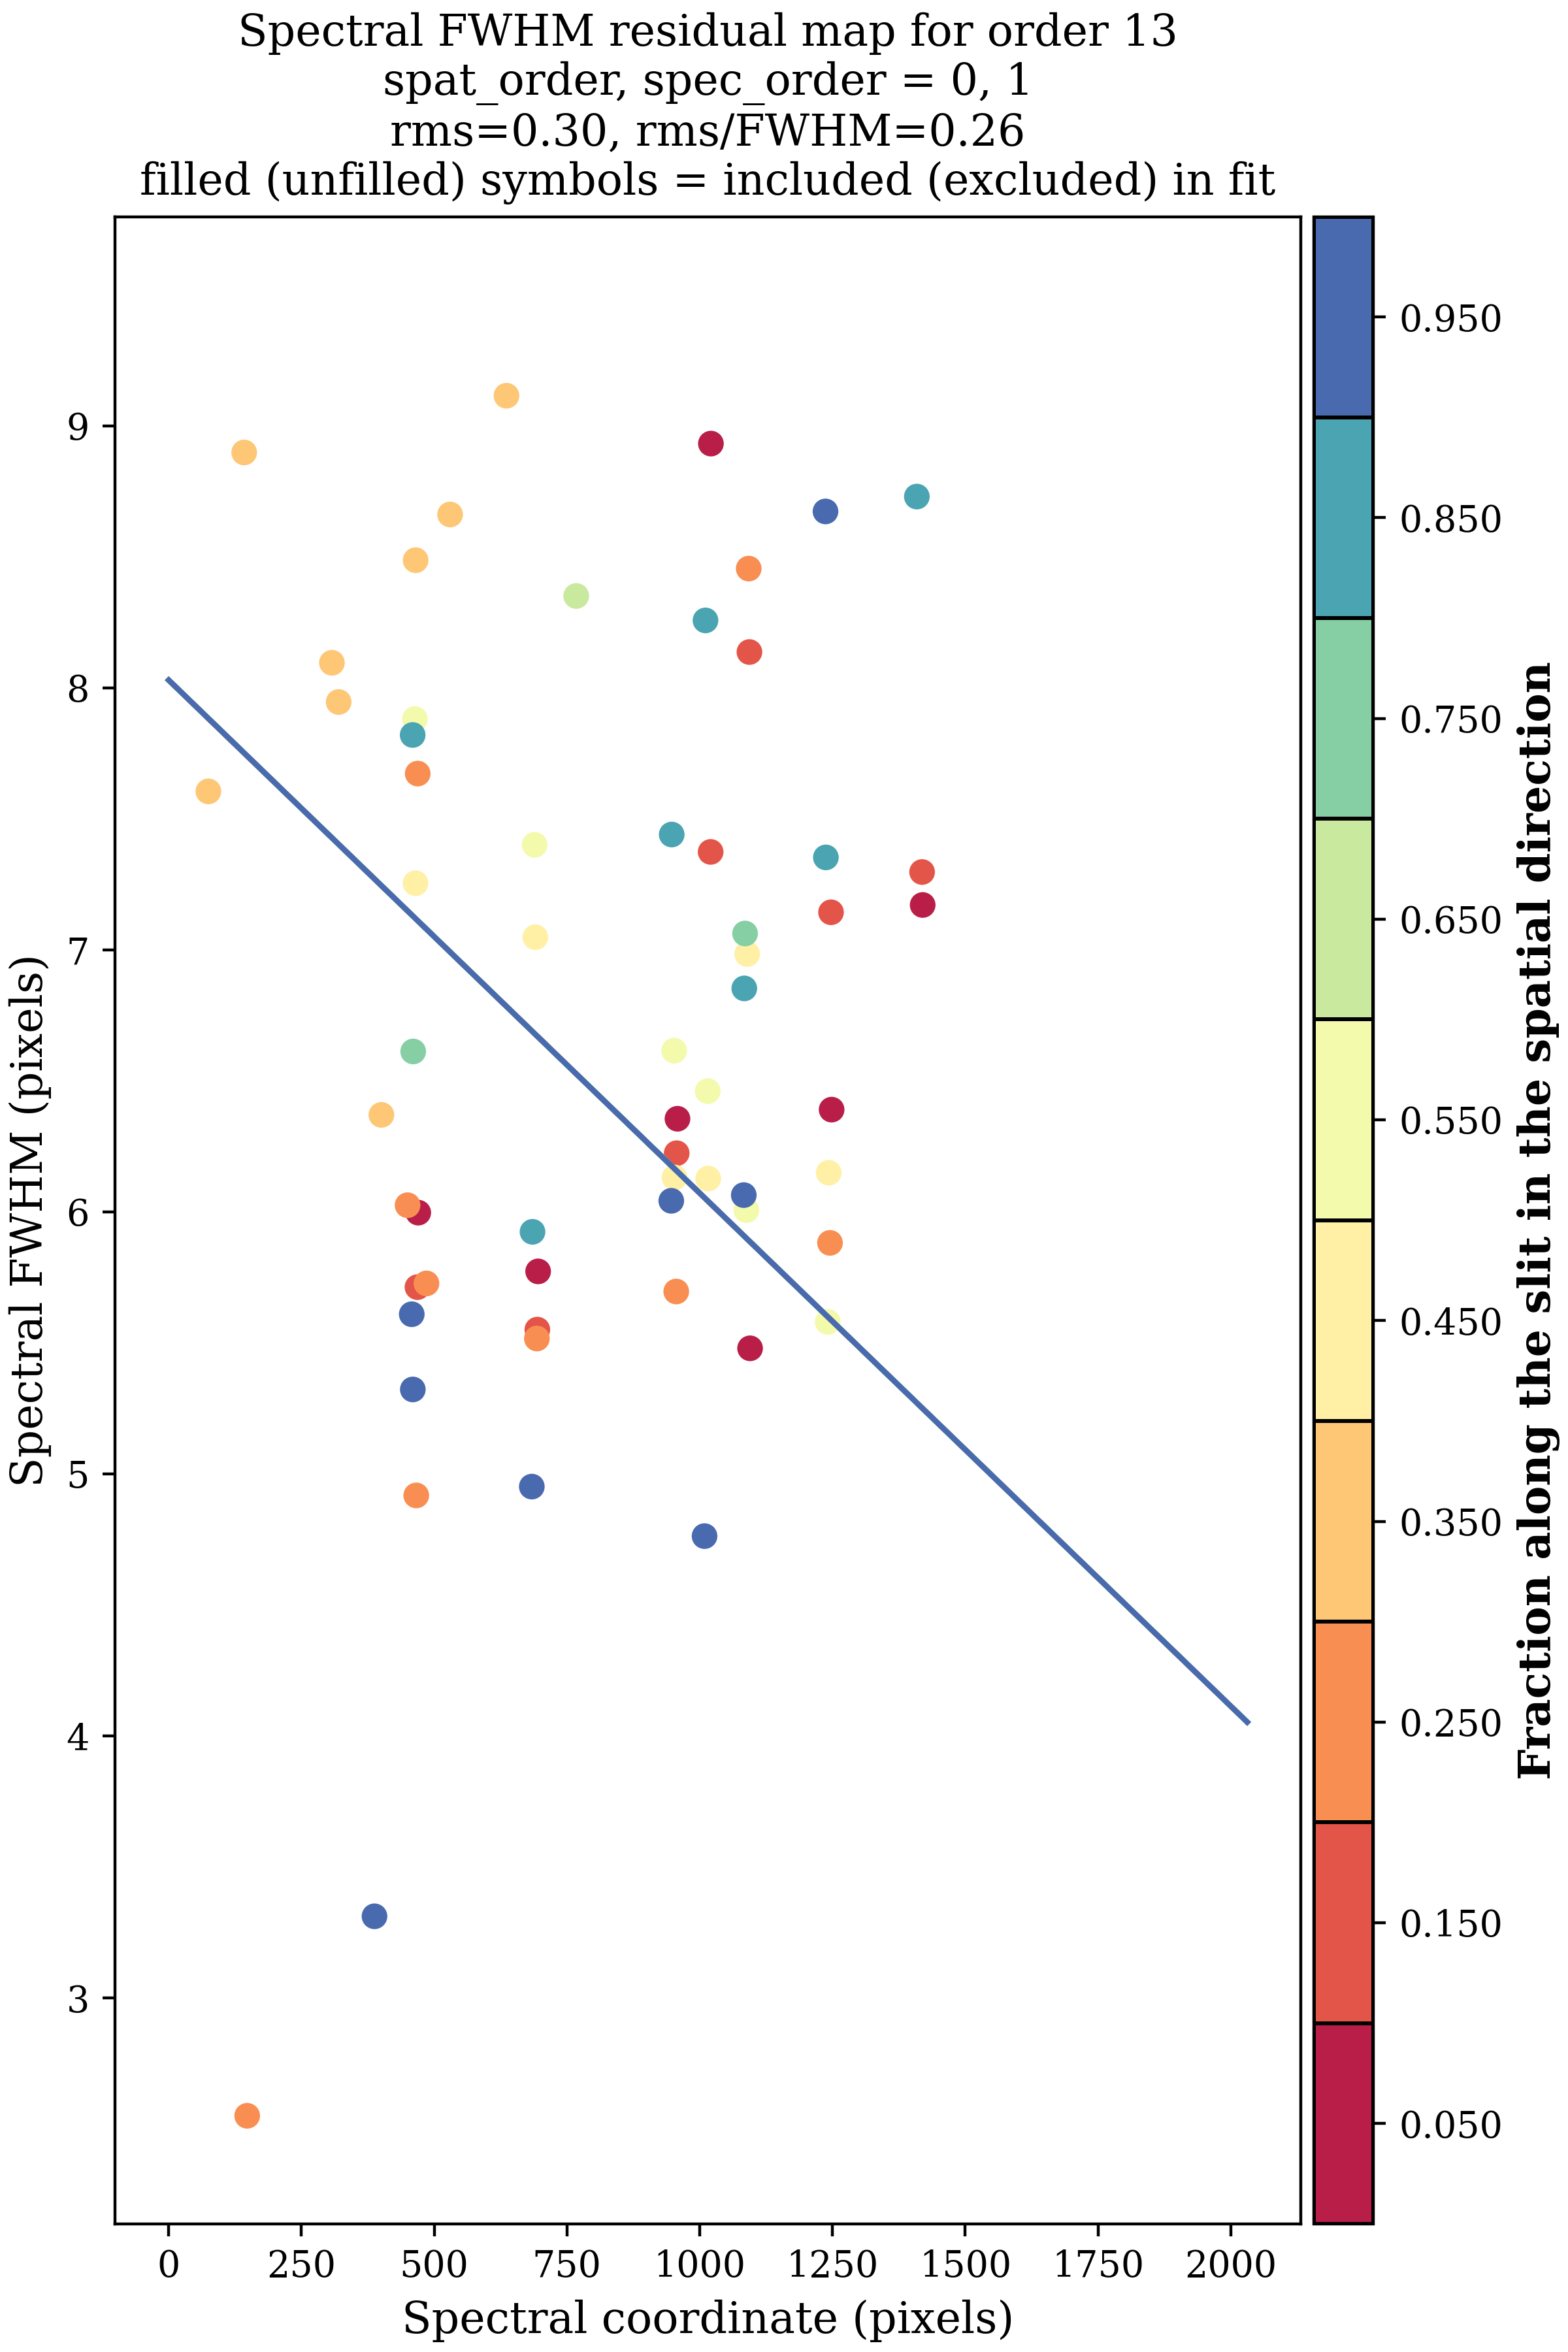 Spectral FWHM residual map for order 13
spat_order, spec_order = 0, 1
rms=0.30, rms/FWHM=0.26
filled (unfilled) symbols = included (excluded) in fit
Spectral FWHM (pixels)
9
8
7
6
5
4
3
0 250 500 750 1000 1250 1500 1750 2000
Spectral coordinate (pixels)
0.950
0.850
0.750
0.650
0.550
0.450
0.350
0.250
0.150
0.050
Fraction along the slit in the spatial direction